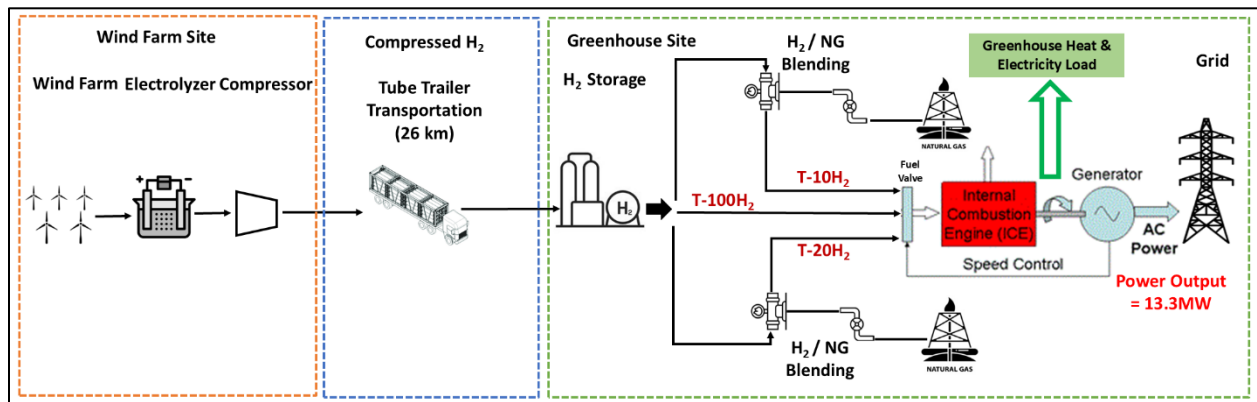 Wind Farm Site
Wind Farm Electrolyzer Compressor
+ -
Compressed H₂
Tube Trailer
Transportation
(26 km)
Greenhouse Site
H₂ Storage
H₂
H₂ / NG
Blending
NATURAL GAS
T-10H₂
T-100H₂
T-20H₂
H₂ / NG
Blending
NATURAL GAS
Fuel
Valve
Greenhouse Heat &
Electricity Load
Internal
Combustion
Engine (ICE)
Speed Control
Generator
AC
Power
Grid
Power Output
= 13.3MW